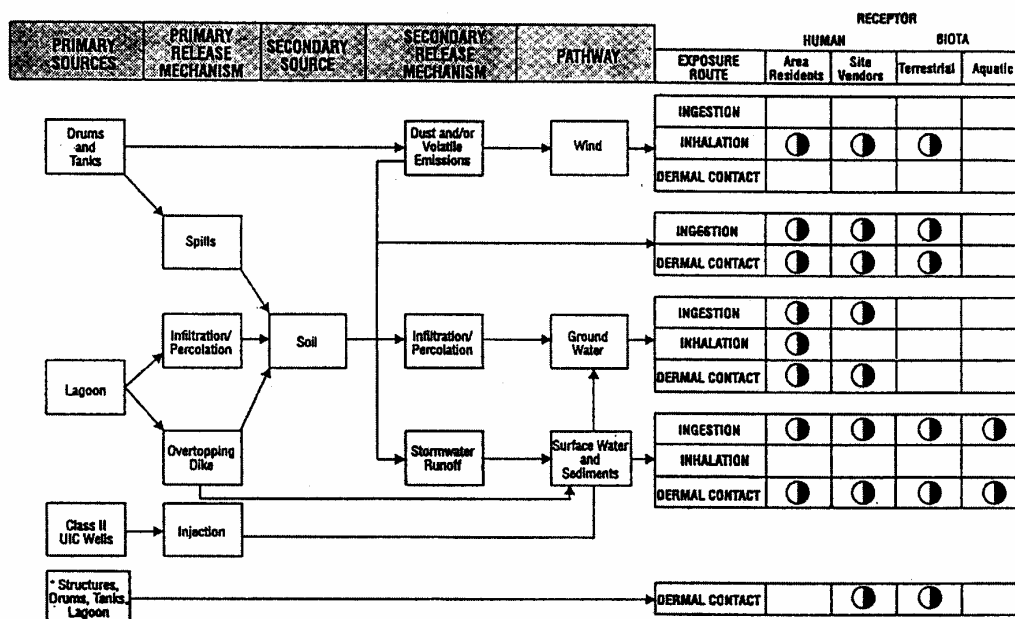 RECEPTOR
HUMAN
BIOTA
PRIMARY
SOURCES
PRIMARY
RELEASE
MECHANISM
SECONDARY
SOURCE
SECONDARY
RELEASE
MECHANISM
PATHWAY
EXPOSURE
ROUTE
Area
Residents
Site
Vendors
Terrestrial
Aquatic
Drums
and
Tanks
Dust and/or
Volatile
Emissions
Wind
INGESTION
INHALATION
DERMAL CONTACT
Spills
INGESTION
DERMAL CONTACT
Infiltration/
Percolation
Soil
Infiltration/
Percolation
Ground
Water
INGESTION
INHALATION
DERMAL CONTACT
Lagoon
Overtopping
Dike
Stormwater
Runoff
Surface Water
and
Sediments
INGESTION
INHALATION
DERMAL CONTACT
Class II
UIC Wells
Injection
* Structures,
Drums, Tanks,
Lagoon
DERMAL CONTACT